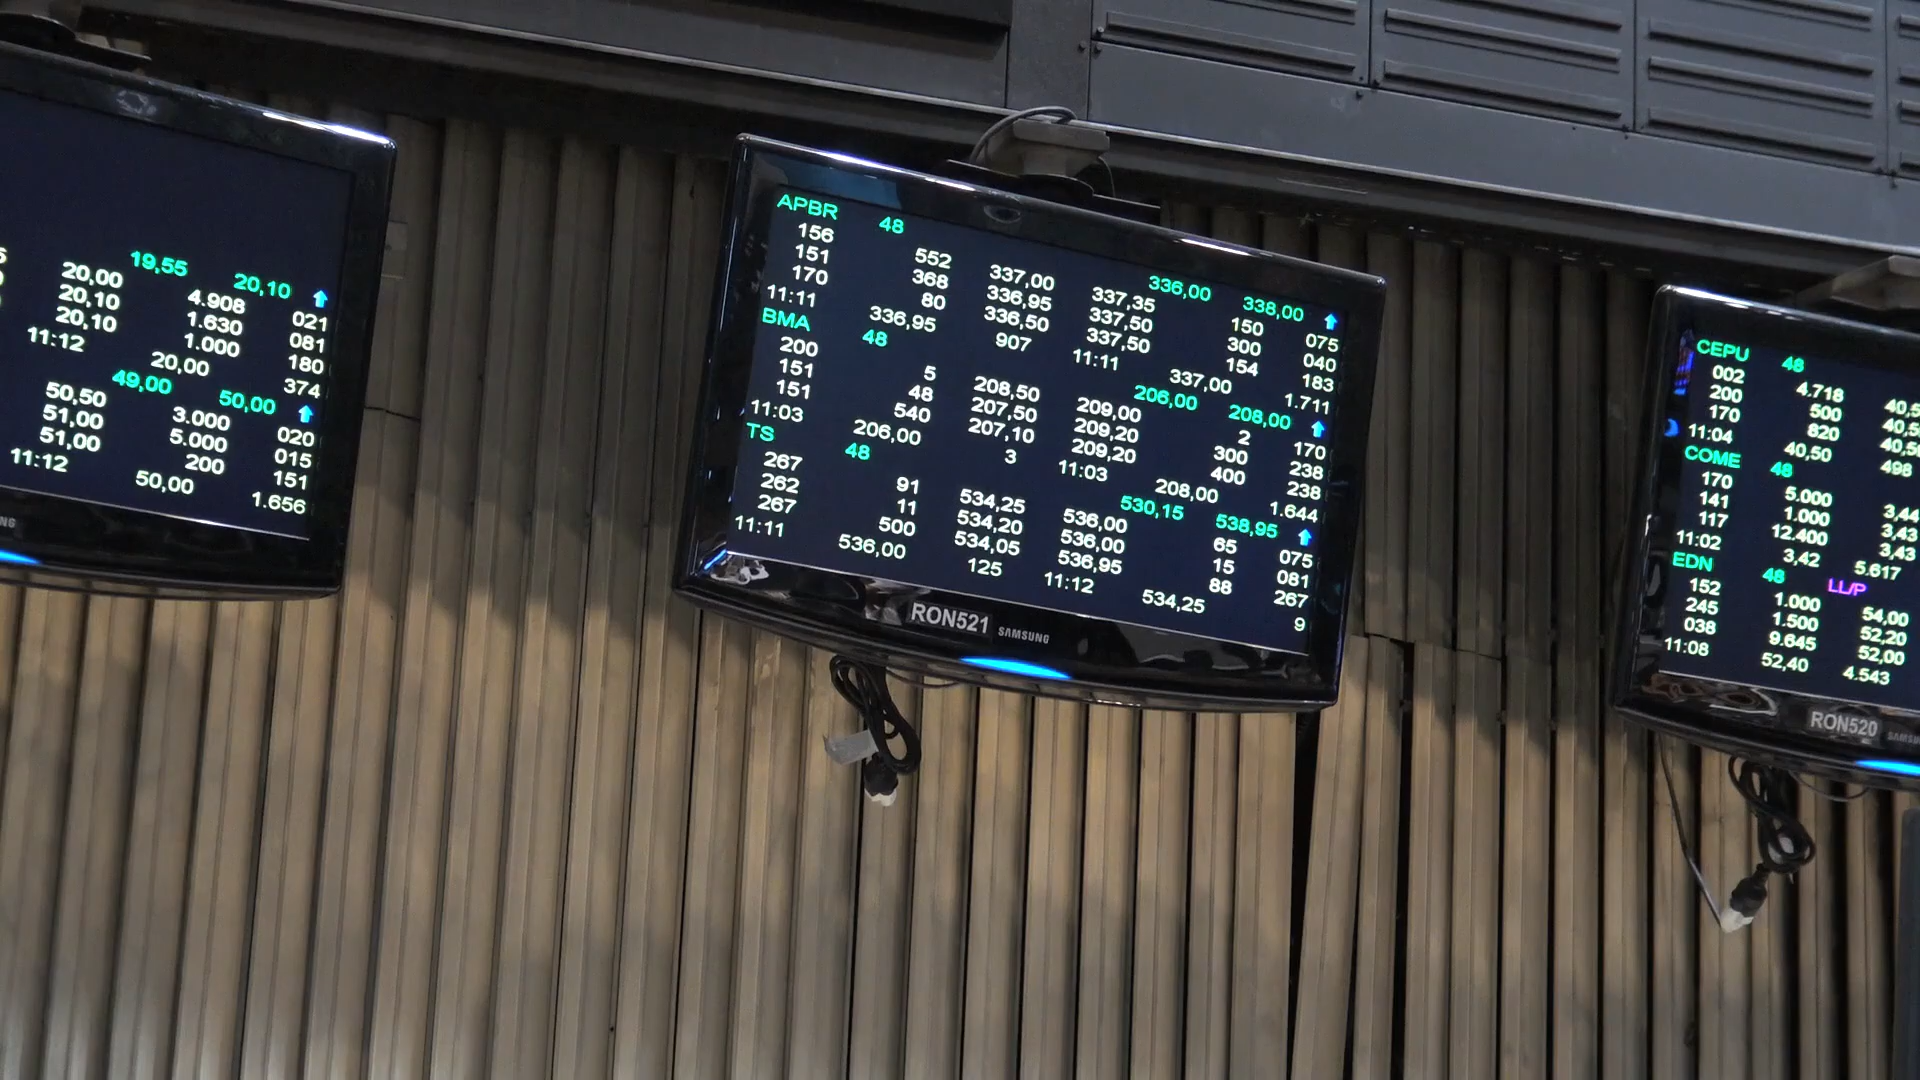 19,55 20,10 ⬆
20,00 4.908 021
20,10 1.630 081
20,10 1.000 180
11:12 20,00 374
49,00 50,00 ⬆
50,50 3.000 020
51,00 5.000 015
51,00 200 151
11:12 50,00 1.656
APBR 48 336,00 338,00 ⬆
156 552 337,00 337,35 150 075
151 368 336,95 337,50 300 040
170 80 336,50 337,50 154 183
11:11 336,95 907 11:11 337,00 1.711
BMA 48 206,00 208,00 ⬆
200 5 208,50 209,00 2 170
151 48 207,50 209,20 300 238
151 540 207,10 209,20 400 238
11:03 206,00 3 11:03 208,00 1.644
TS 48 530,15 538,95 ⬆
267 91 534,25 536,00 65 075
262 11 534,20 536,00 15 081
267 500 534,05 536,95 88 267
11:11 536,00 125 11:12 534,25 9
RON521 SAMSUNG
CEPU 48
002 4.718
200 500
170 820
11:04 40,50 498
COME 48
170 5.000 3,44
141 1.000 3,43
117 12.400 3,43
11:02 3,42 5.617
EDN 48 LL/P
152 1.000 54,00
245 1.500 52,20
038 9.645 52,00
11:08 52,40 4.543
RON520